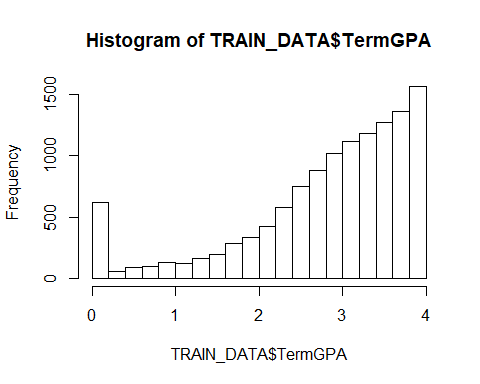 Histogram of TRAIN_DATA$TermGPA
Frequency
1500
1000
500
0
0 1 2 3 4
TRAIN_DATA$TermGPA